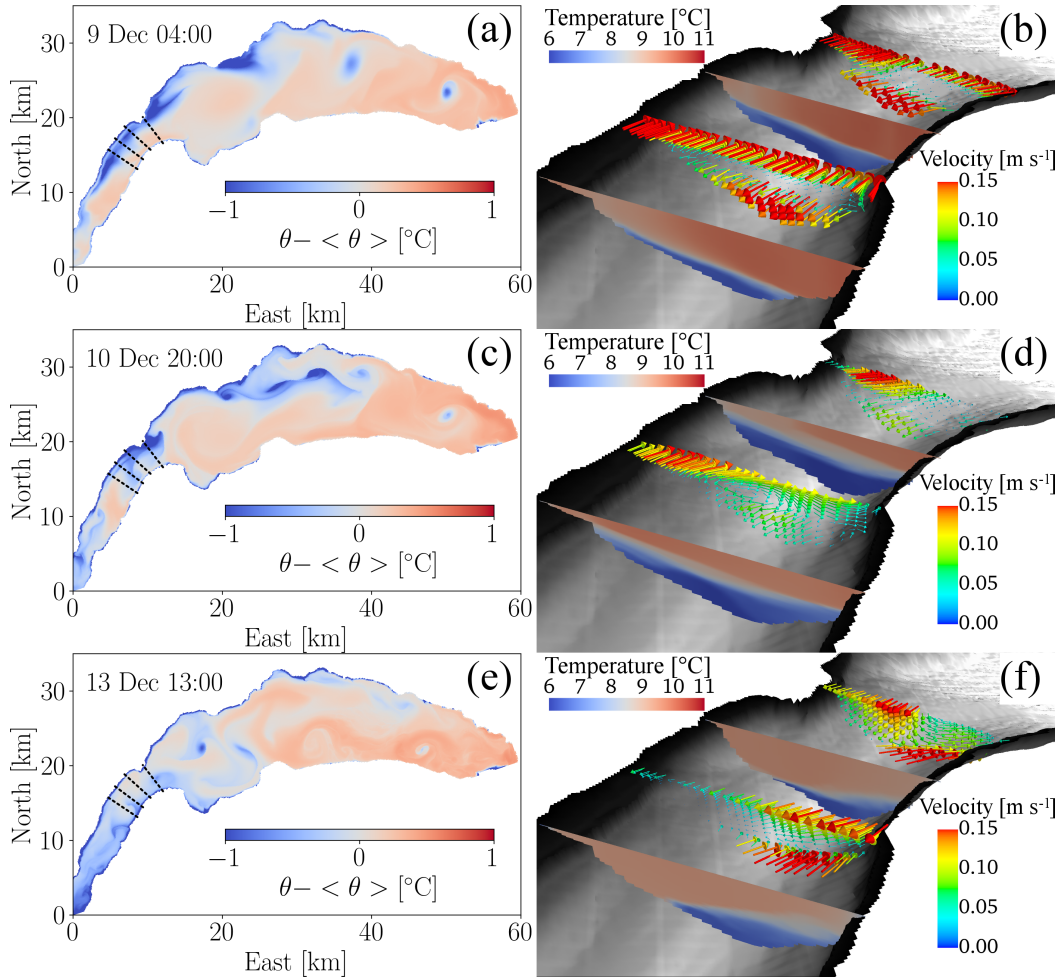 9 Dec 04:00
(a)
30
20
10
0
North [km]
−1 0 1
θ− < θ > [°C]
0 20 40 60
East [km]
Temperature [°C]
6 7 8 9 10 11
(b)
Velocity [m s-1]
0.15
0.10
0.05
0.00
10 Dec 20:00
(c)
30
20
10
0
North [km]
−1 0 1
θ− < θ > [°C]
0 20 40 60
East [km]
Temperature [°C]
6 7 8 9 10 11
(d)
Velocity [m s-1]
0.15
0.10
0.05
0.00
13 Dec 13:00
(e)
30
20
10
0
North [km]
−1 0 1
θ− < θ > [°C]
0 20 40 60
East [km]
Temperature [°C]
6 7 8 9 10 11
(f)
Velocity [m s-1]
0.15
0.10
0.05
0.00